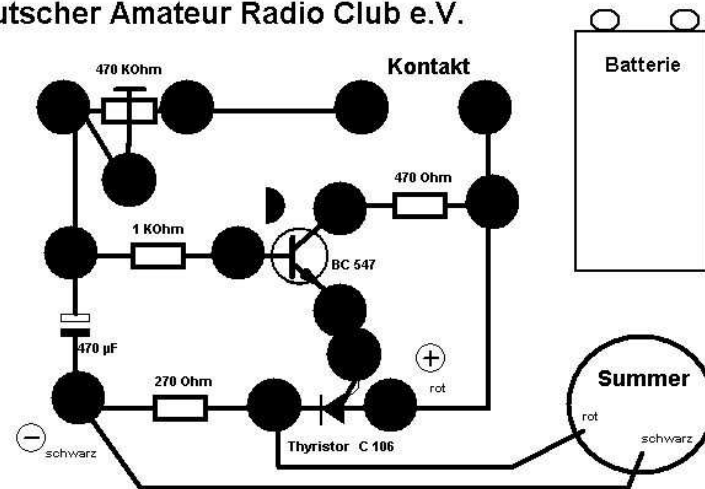 utscher Amateur Radio Club e.V.
470 KOhm
Kontakt
Batterie
470 Ohm
1 KOhm
BC 547
470 µF
+
rot
270 Ohm
Summer
rot
−
schwarz
Thyristor C 106
schwarz